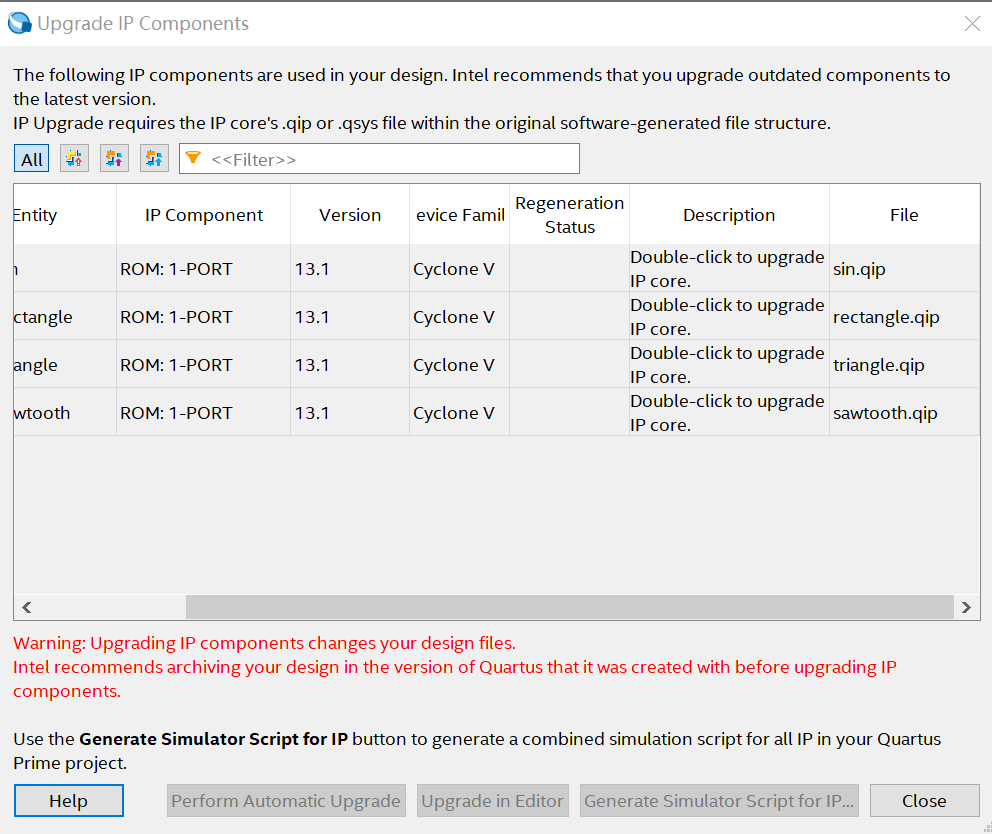 Upgrade IP Components
The following IP components are used in your design. Intel recommends that you upgrade outdated components to
the latest version.
IP Upgrade requires the IP core's .qip or .qsys file within the original software-generated file structure.
All <<Filter>>
Entity IP Component Version evice Famil Regeneration Status Description File
n ROM: 1-PORT 13.1 Cyclone V Double-click to upgrade IP core. sin.qip
ctangle ROM: 1-PORT 13.1 Cyclone V Double-click to upgrade IP core. rectangle.qip
angle ROM: 1-PORT 13.1 Cyclone V Double-click to upgrade IP core. triangle.qip
wtooth ROM: 1-PORT 13.1 Cyclone V Double-click to upgrade IP core. sawtooth.qip
Warning: Upgrading IP components changes your design files.
Intel recommends archiving your design in the version of Quartus that it was created with before upgrading IP
components.
Use the Generate Simulator Script for IP button to generate a combined simulation script for all IP in your Quartus
Prime project.
Help Perform Automatic Upgrade Upgrade in Editor Generate Simulator Script for IP... Close